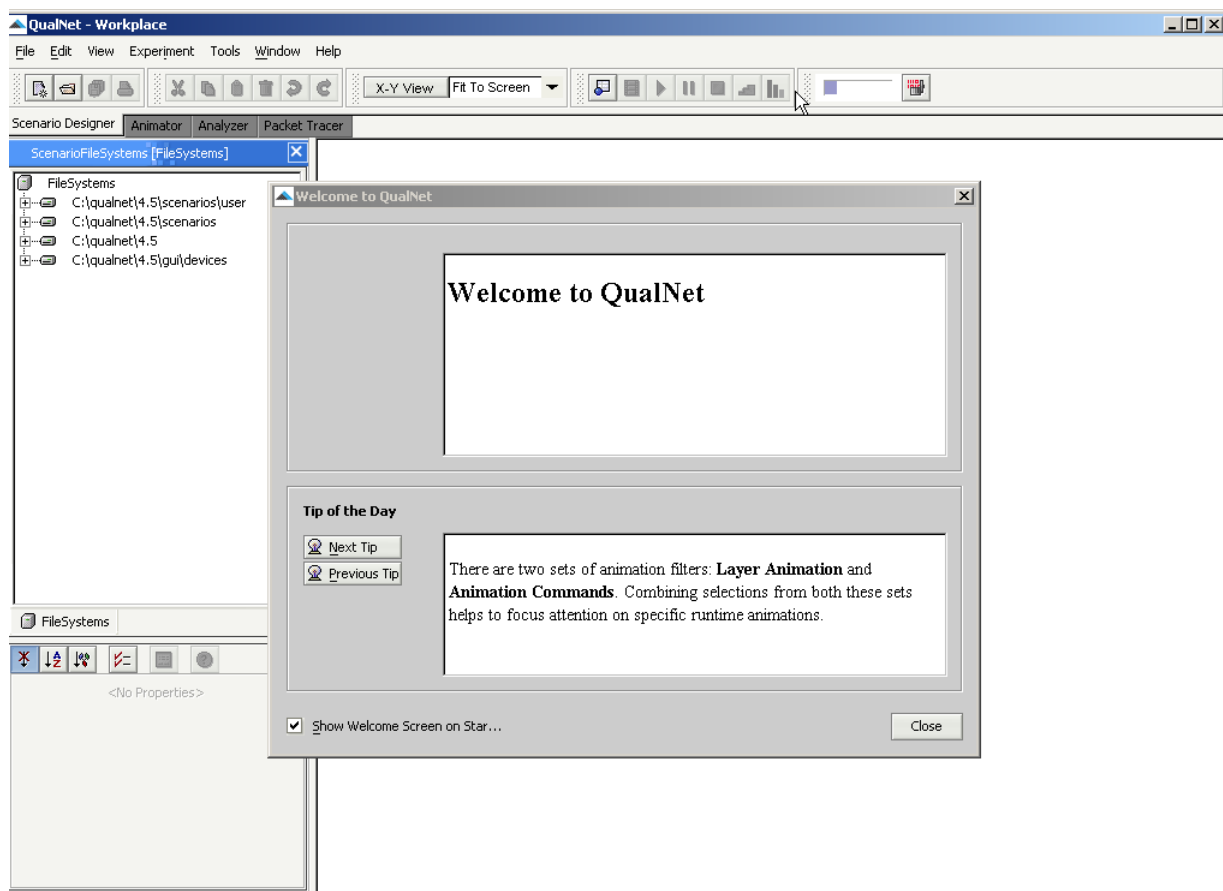 QualNet - Workplace
File Edit View Experiment Tools Window Help
X-Y View Fit To Screen
Scenario Designer Animator Analyzer Packet Tracer
ScenarioFileSystems [FileSystems]
FileSystems
C:\qualnet\4.5\scenarios\user
C:\qualnet\4.5\scenarios
C:\qualnet\4.5
C:\qualnet\4.5\gui\devices
FileSystems
<No Properties>
Welcome to QualNet
Welcome to QualNet
Tip of the Day
Next Tip
Previous Tip
There are two sets of animation filters: Layer Animation and
Animation Commands. Combining selections from both these sets
helps to focus attention on specific runtime animations.
Show Welcome Screen on Star...
Close